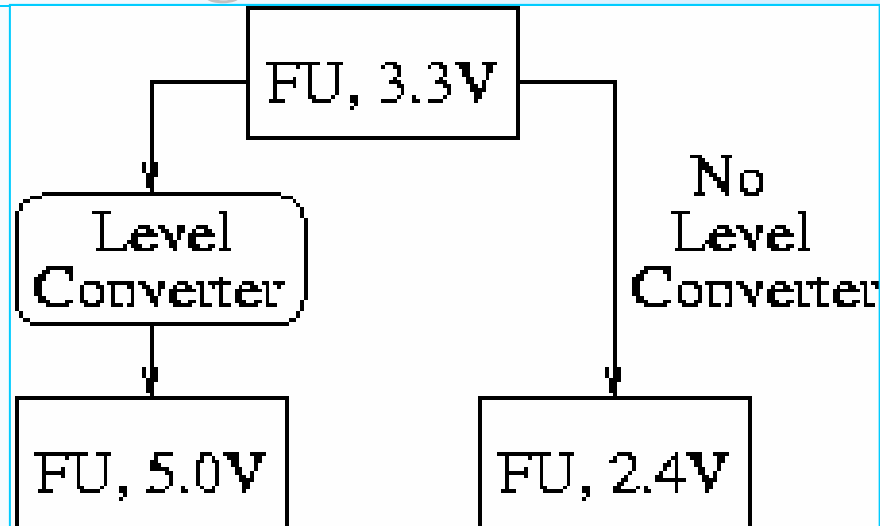 FU, 3.3V
Level
Converter
No
Level
Converter
FU, 5.0V
FU, 2.4V